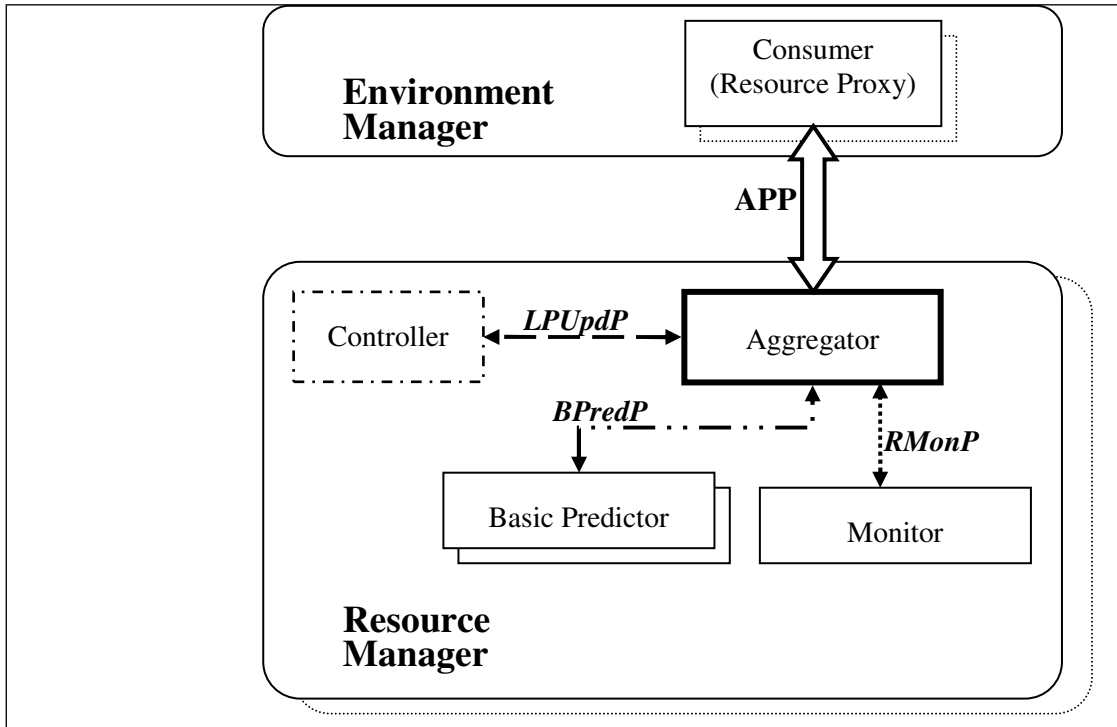 Consumer
(Resource Proxy)
Environment
Manager
APP
Controller
LPUpdP
Aggregator
BPredP
RMonP
Basic Predictor
Monitor
Resource
Manager